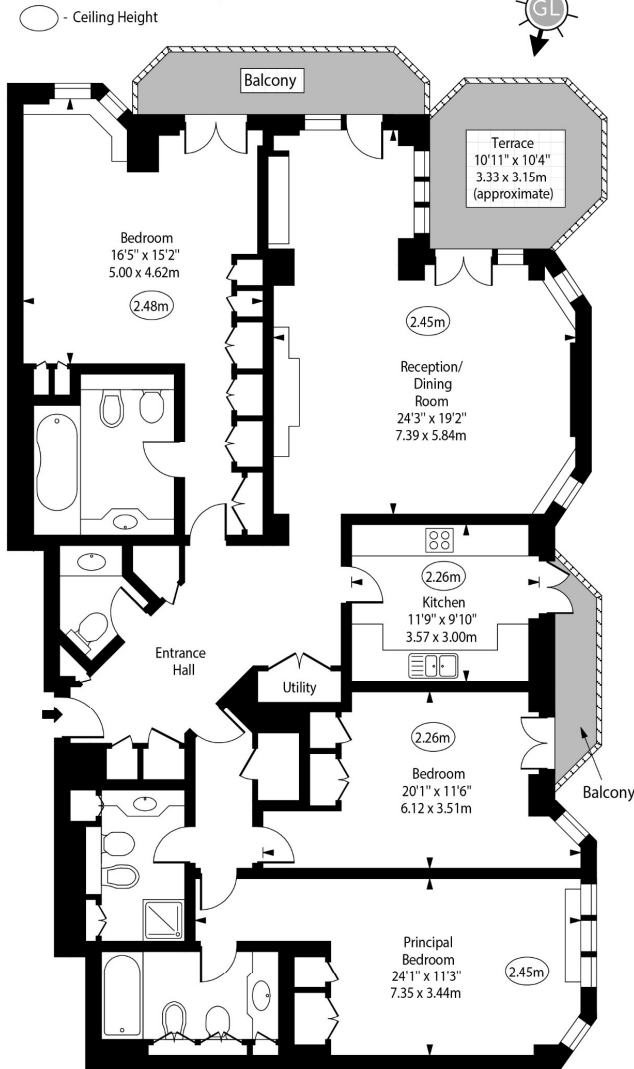 - Ceiling Height
GL
Balcony
Terrace
10'11" x 10'4"
3.33 x 3.15m
(approximate)
Bedroom
16'5" x 15'2"
5.00 x 4.62m
2.48m
2.45m
Reception/
Dining
Room
24'3" x 19'2"
7.39 x 5.84m
2.26m
Kitchen
11'9" x 9'10"
3.57 x 3.00m
Entrance
Hall
Utility
2.26m
Bedroom
20'1" x 11'6"
6.12 x 3.51m
Balcony
Principal
Bedroom
24'1" x 11'3"
7.35 x 3.44m
2.45m